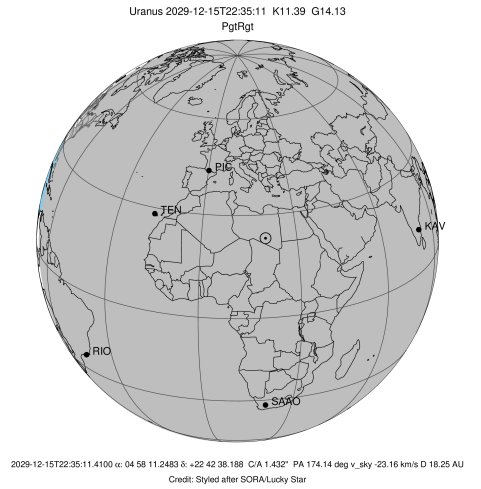 Uranus 2029-12-15T22:35:11 K11.39 G14.13
PgtRgt
PIC
TEN
KAV
RIO
SAAO
2029-12-15T22:35:11.4100 α: 04 58 11.2483 δ: +22 42 38.188 C/A 1.432" PA 174.14 deg v_sky -23.16 km/s D 18.25 AU
Credit: Styled after SORA/Lucky Star